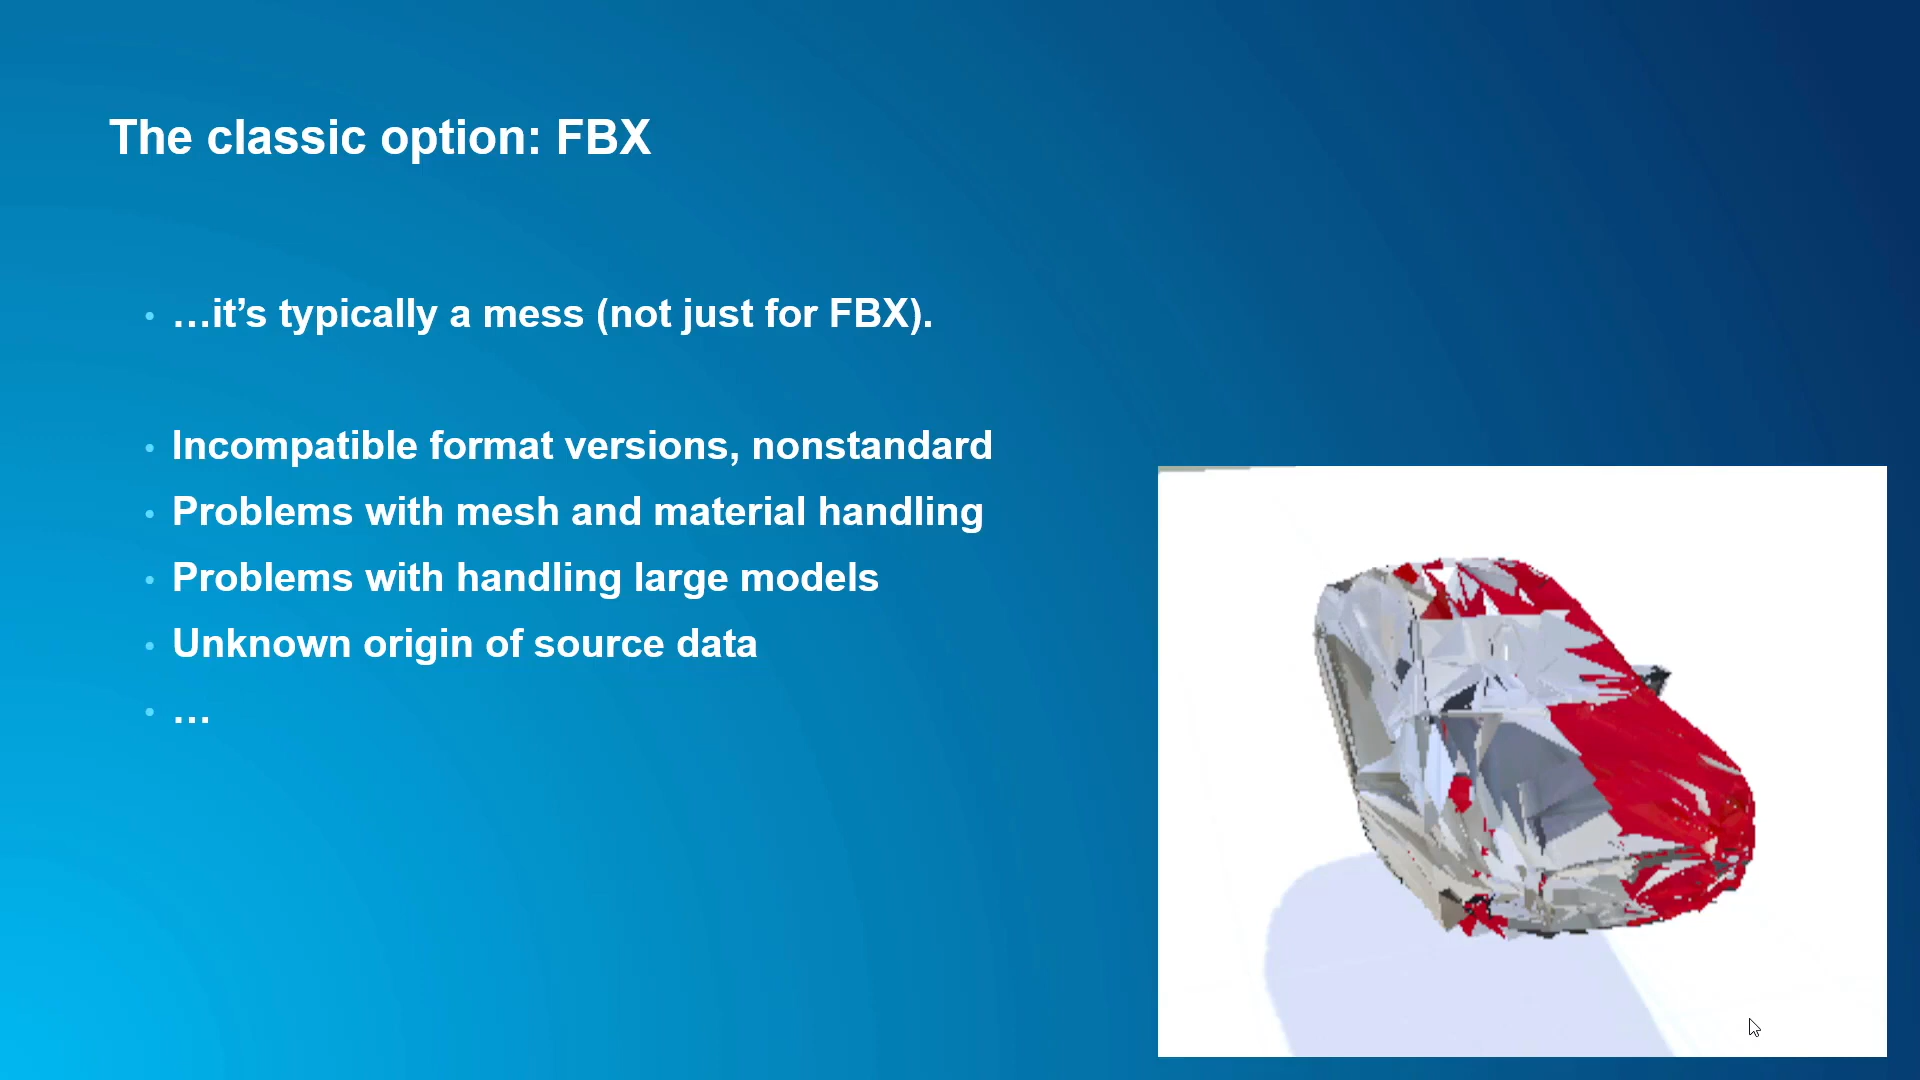 The classic option: FBX
…it’s typically a mess (not just for FBX).
Incompatible format versions, nonstandard
Problems with mesh and material handling
Problems with handling large models
Unknown origin of source data
…